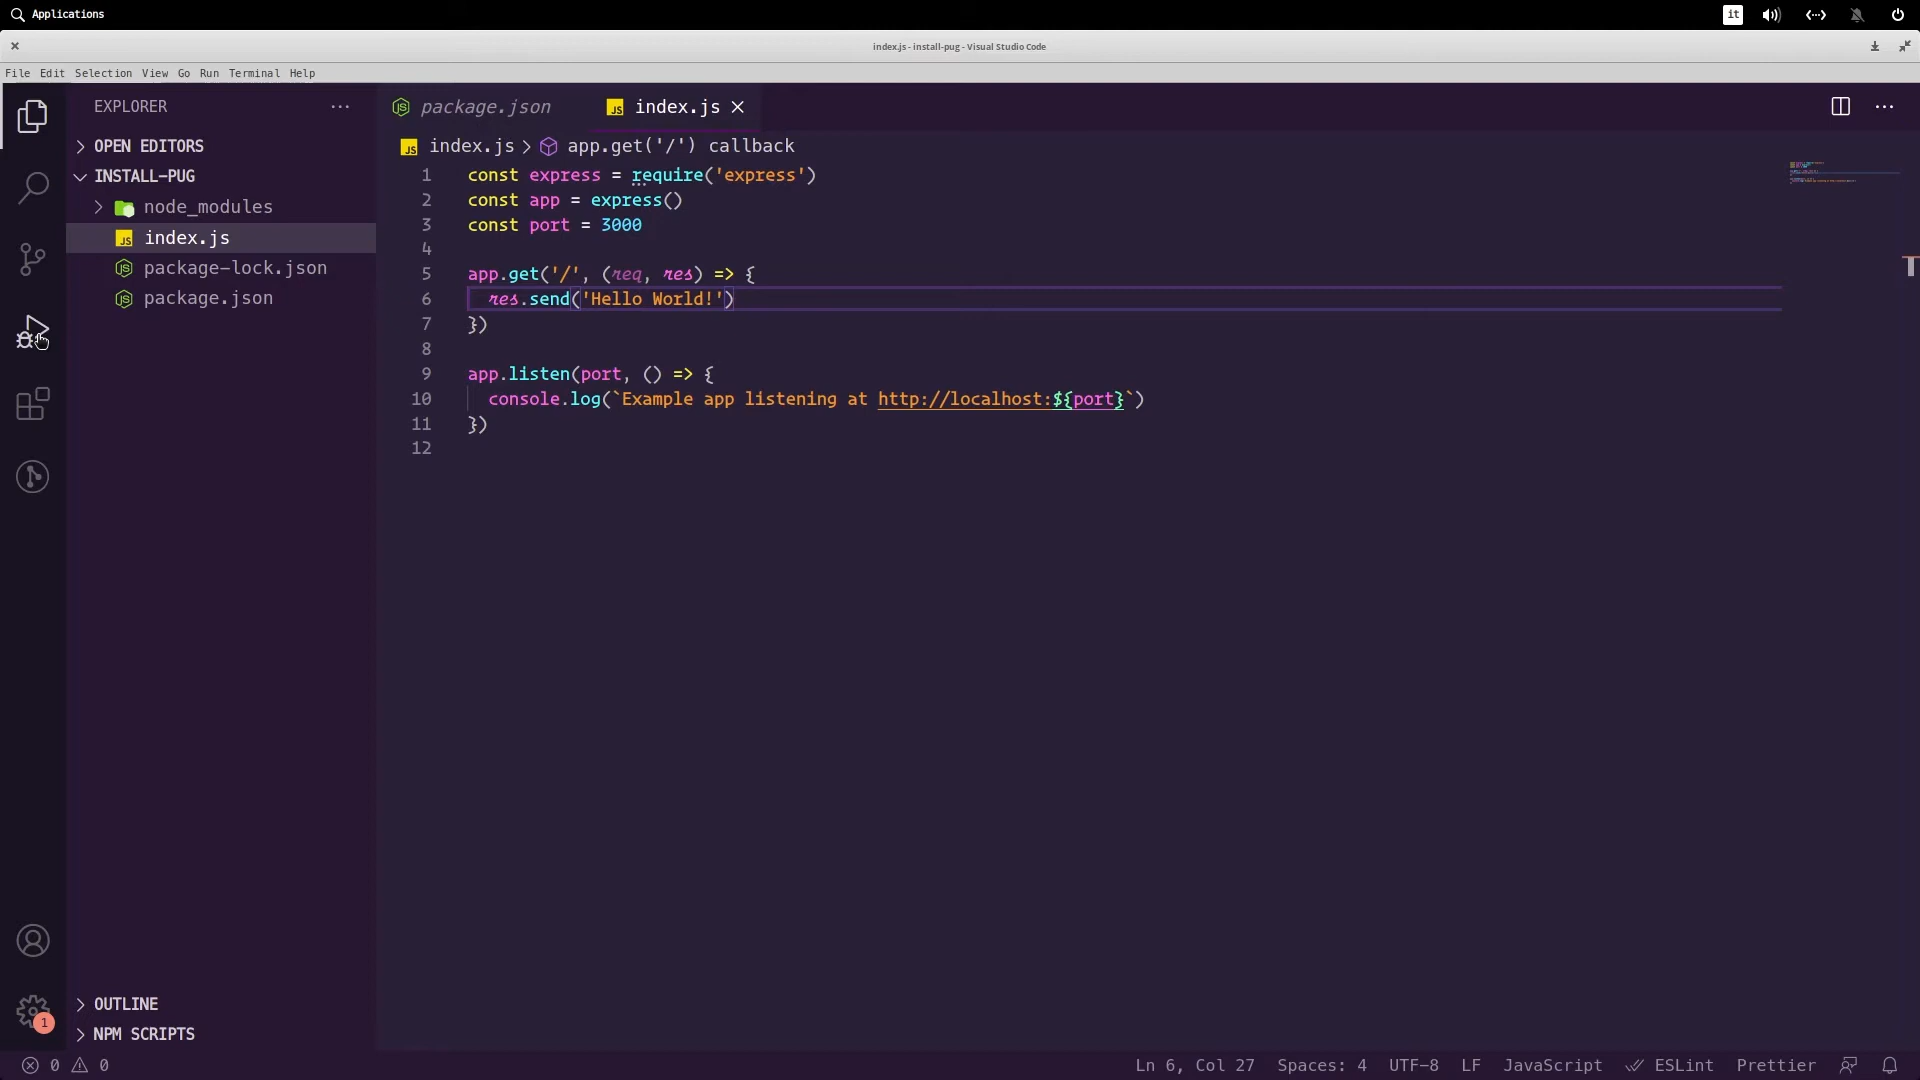 Applications
it
index.js - install-pug - Visual Studio Code
File Edit Selection View Go Run Terminal Help
EXPLORER
OPEN EDITORS
INSTALL-PUG
node_modules
JS index.js
package-lock.json
package.json
OUTLINE
NPM SCRIPTS
1
package.json
JS index.js
JS index.js > app.get('/') callback
1 const express = require('express')
2 const app = express()
3 const port = 3000
4
5 app.get('/', (req, res) => {
6 res.send('Hello World!')
7 })
8
9 app.listen(port, () => {
10 console.log(`Example app listening at http://localhost:${port}`)
11 })
12
0 0
Ln 6, Col 27 Spaces: 4 UTF-8 LF JavaScript ESLint Prettier